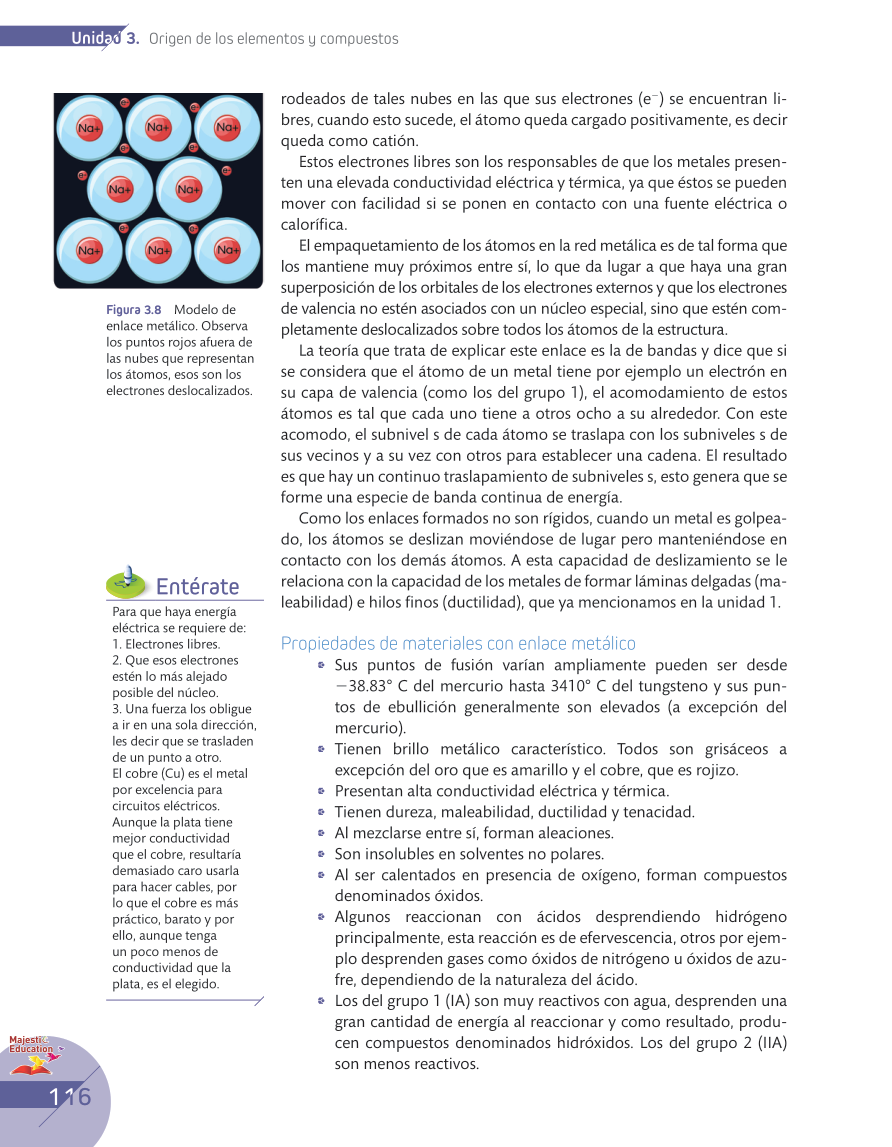 Unidad 3. Origen de los elementos y compuestos
e-
e-
Na+
Na+
Na+
e-
e-
e-
e-
Na+
Na+
e-
e-
Na+
Na+
Na+
Figura 3.8 Modelo de
enlace metálico. Observa
los puntos rojos afuera de
las nubes que representan
los átomos, esos son los
electrones deslocalizados.
rodeados de tales nubes en las que sus electrones (e⁻) se encuentran li-
bres, cuando esto sucede, el átomo queda cargado positivamente, es decir
queda como catión.
Estos electrones libres son los responsables de que los metales presen-
ten una elevada conductividad eléctrica y térmica, ya que éstos se pueden
mover con facilidad si se ponen en contacto con una fuente eléctrica o
calorífica.
El empaquetamiento de los átomos en la red metálica es de tal forma que
los mantiene muy próximos entre sí, lo que da lugar a que haya una gran
superposición de los orbitales de los electrones externos y que los electrones
de valencia no estén asociados con un núcleo especial, sino que estén com-
pletamente deslocalizados sobre todos los átomos de la estructura.
La teoría que trata de explicar este enlace es la de bandas y dice que si
se considera que el átomo de un metal tiene por ejemplo un electrón en
su capa de valencia (como los del grupo 1), el acomodamiento de estos
átomos es tal que cada uno tiene a otros ocho a su alrededor. Con este
acomodo, el subnivel s de cada átomo se traslapa con los subniveles s de
sus vecinos y a su vez con otros para establecer una cadena. El resultado
es que hay un continuo traslapamiento de subniveles s, esto genera que se
forme una especie de banda continua de energía.
Como los enlaces formados no son rígidos, cuando un metal es golpea-
do, los átomos se deslizan moviéndose de lugar pero manteniéndose en
contacto con los demás átomos. A esta capacidad de deslizamiento se le
relaciona con la capacidad de los metales de formar láminas delgadas (ma-
leabilidad) e hilos finos (ductilidad), que ya mencionamos en la unidad 1.
Entérate
Para que haya energía
eléctrica se requiere de:
1. Electrones libres.
2. Que esos electrones
estén lo más alejado
posible del núcleo.
3. Una fuerza los obligue
a ir en una sola dirección,
les decir que se trasladen
de un punto a otro.
El cobre (Cu) es el metal
por excelencia para
circuitos eléctricos.
Aunque la plata tiene
mejor conductividad
que el cobre, resultaría
demasiado caro usarla
para hacer cables, por
lo que el cobre es más
práctico, barato y por
ello, aunque tenga
un poco menos de
conductividad que la
plata, es el elegido.
Propiedades de materiales con enlace metálico
Sus puntos de fusión varían ampliamente pueden ser desde
−38.83° C del mercurio hasta 3410° C del tungsteno y sus pun-
tos de ebullición generalmente son elevados (a excepción del
mercurio).
Tienen brillo metálico característico. Todos son grisáceos a
excepción del oro que es amarillo y el cobre, que es rojizo.
Presentan alta conductividad eléctrica y térmica.
Tienen dureza, maleabilidad, ductilidad y tenacidad.
Al mezclarse entre sí, forman aleaciones.
Son insolubles en solventes no polares.
Al ser calentados en presencia de oxígeno, forman compuestos
denominados óxidos.
Algunos reaccionan con ácidos desprendiendo hidrógeno
principalmente, esta reacción es de efervescencia, otros por ejem-
plo desprenden gases como óxidos de nitrógeno u óxidos de azu-
fre, dependiendo de la naturaleza del ácido.
Los del grupo 1 (IA) son muy reactivos con agua, desprenden una
gran cantidad de energía al reaccionar y como resultado, produ-
cen compuestos denominados hidróxidos. Los del grupo 2 (IIA)
son menos reactivos.
Majestic
Education
116